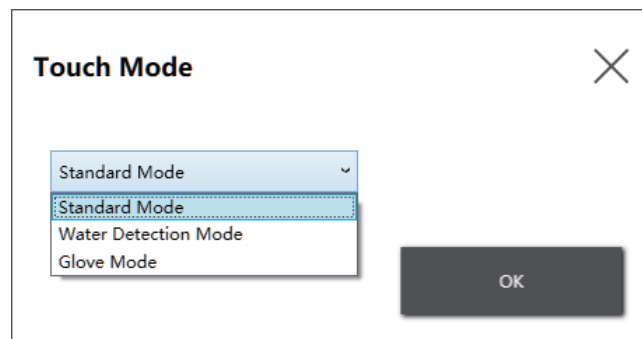 Touch Mode
Standard Mode
Standard Mode
Water Detection Mode
Glove Mode
OK